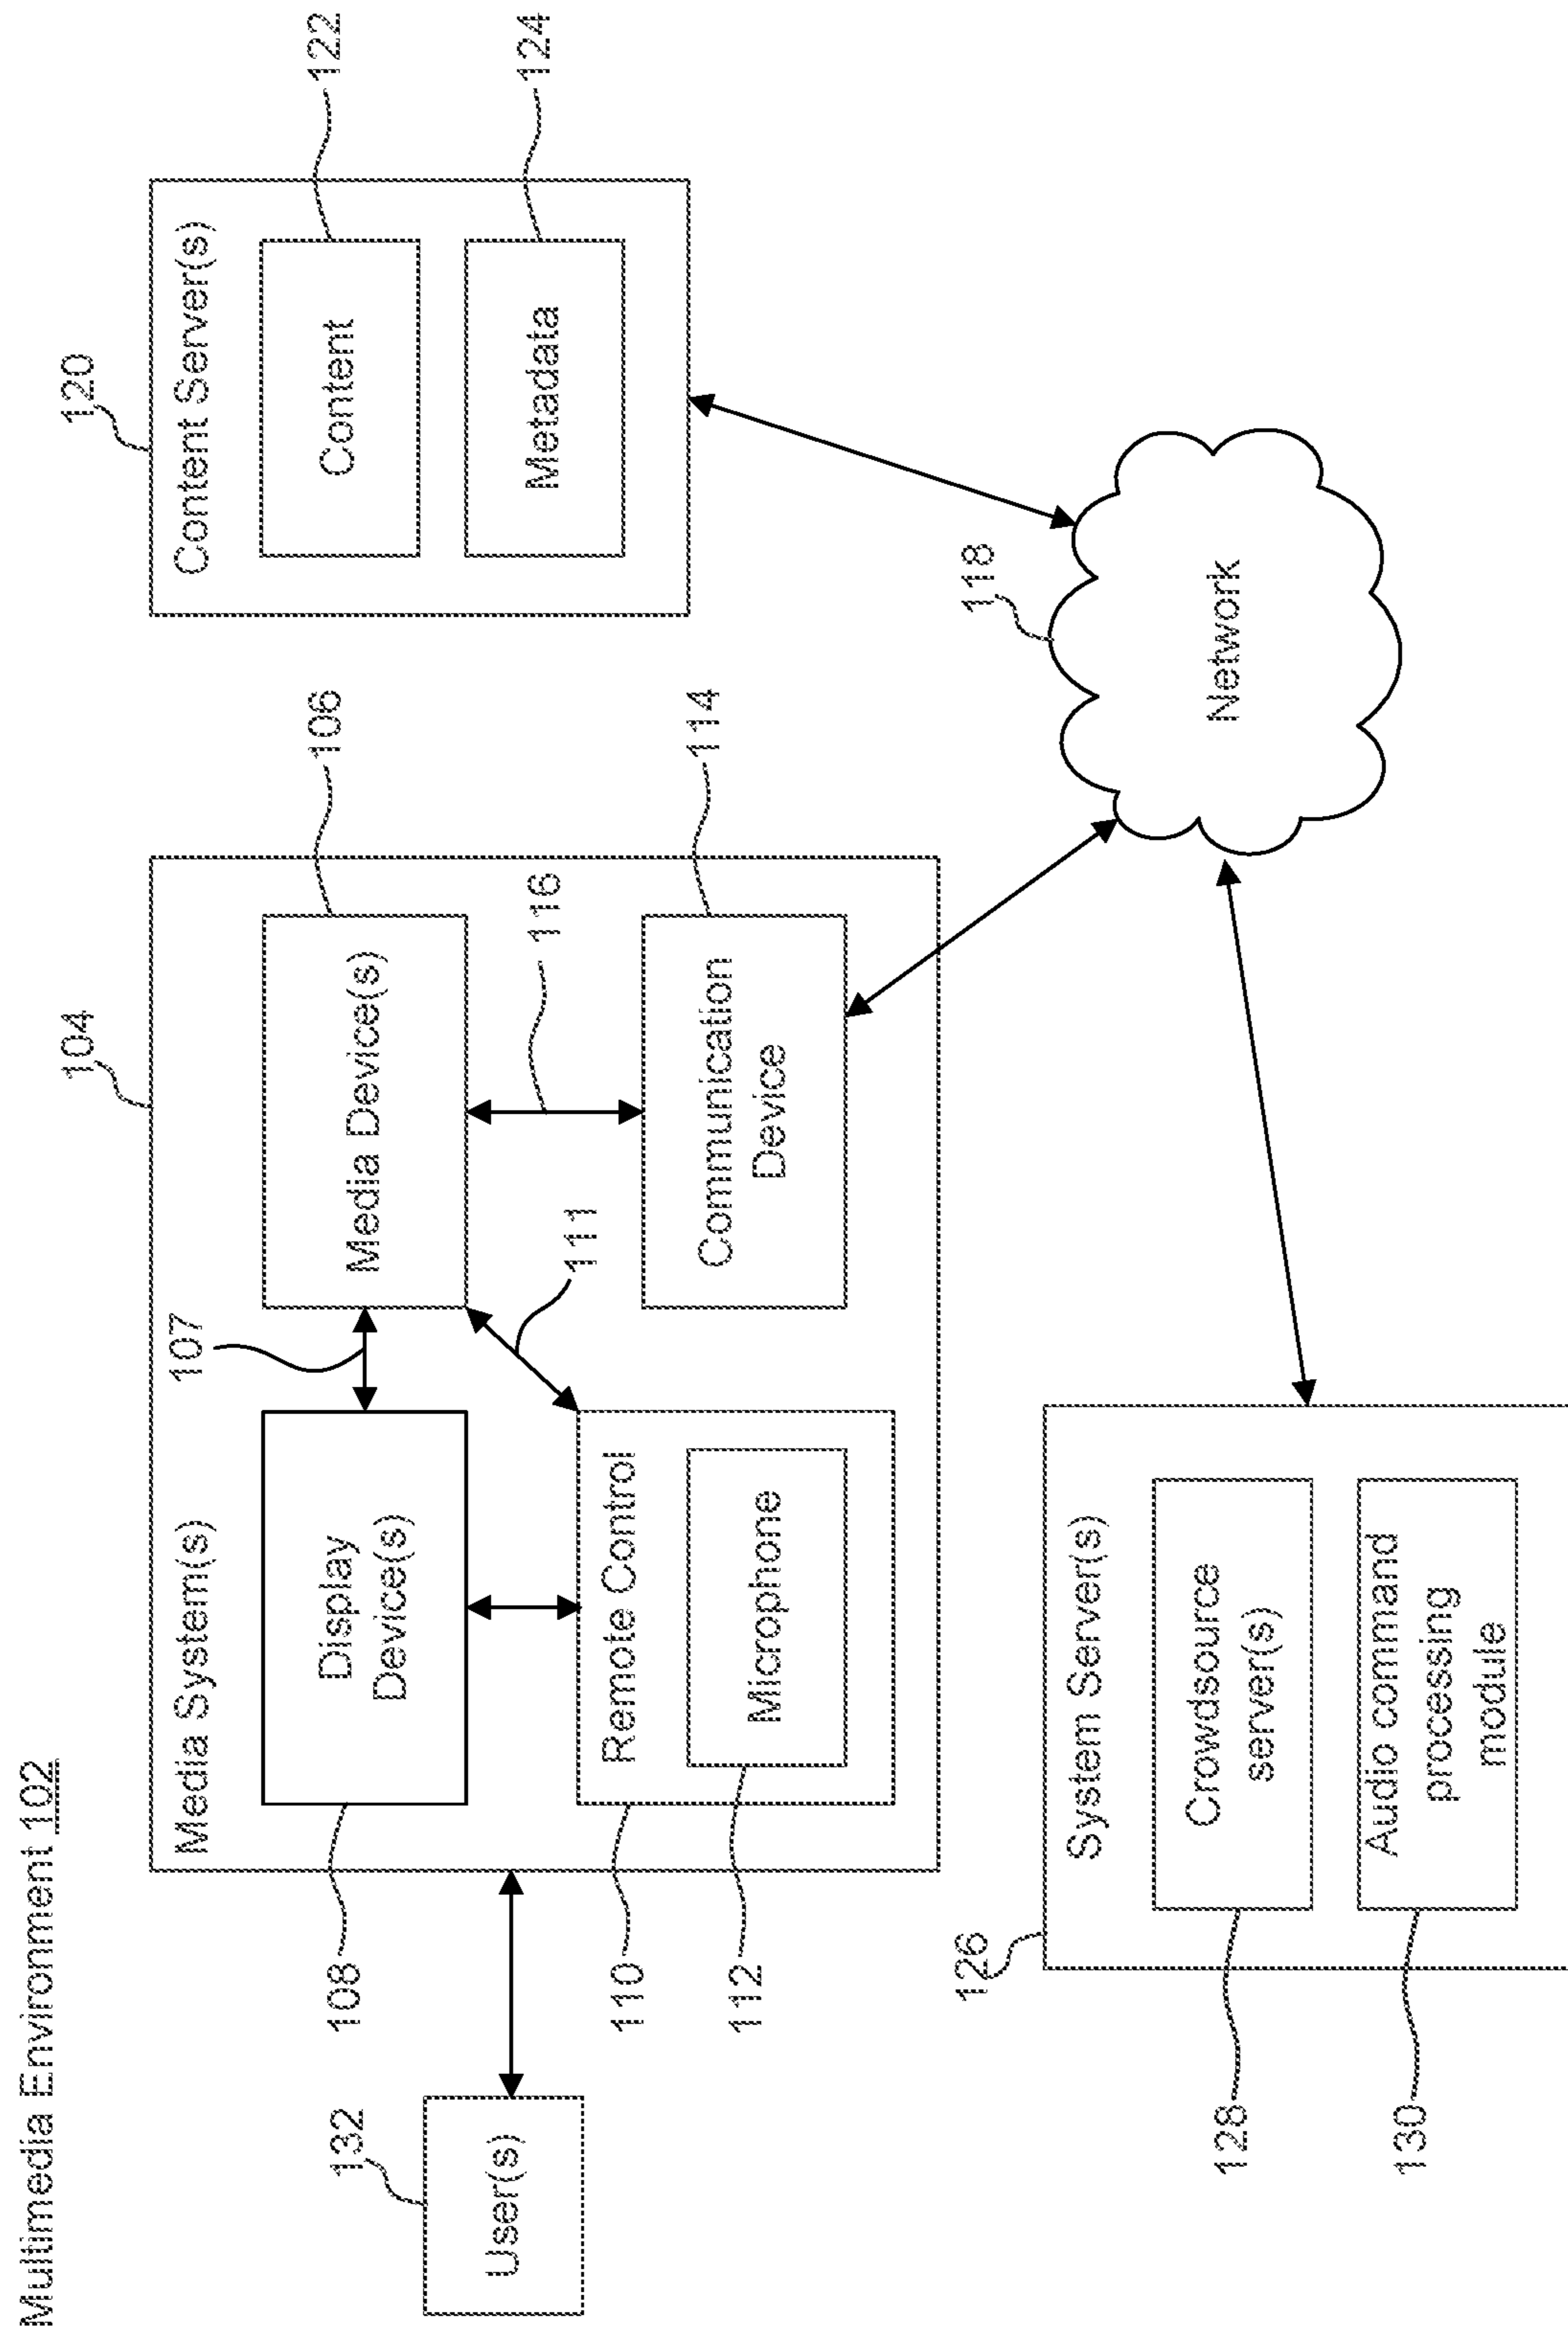 Multimedia Environment 102
104
Media System(s)
108
Display
Device(s)
107
Media Device(s)
106
132
User(s)
111
116
110
Remote Control
112
Microphone
Communication
Device
114
120
Content Server(s)
Content
122
Metadata
124
118
Network
126
System Server(s)
128
Crowdsource
server(s)
130
Audio command
processing
module